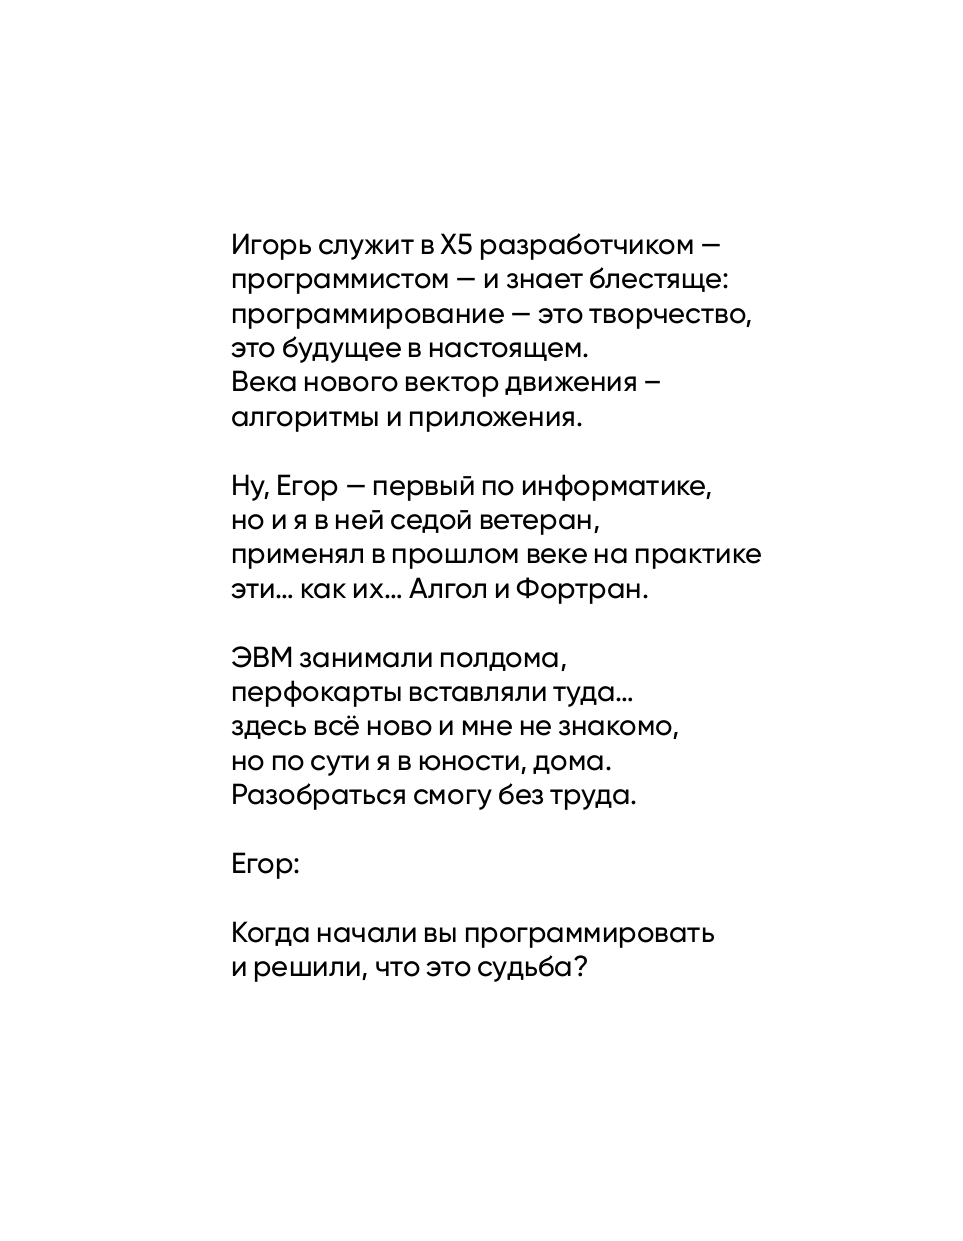 Игорь служит в X5 разработчиком —
программистом — и знает блестяще:
программирование — это творчество,
это будущее в настоящем.
Века нового вектор движения –
алгоритмы и приложения.
Ну, Егор — первый по информатике,
но и я в ней седой ветеран,
применял в прошлом веке на практике
эти... как их... Алгол и Фортран.
ЭВМ занимали полдома,
перфокарты вставляли туда...
здесь всё ново и мне не знакомо,
но по сути я в юности, дома.
Разобраться смогу без труда.
Егор:
Когда начали вы программировать
и решили, что это судьба?